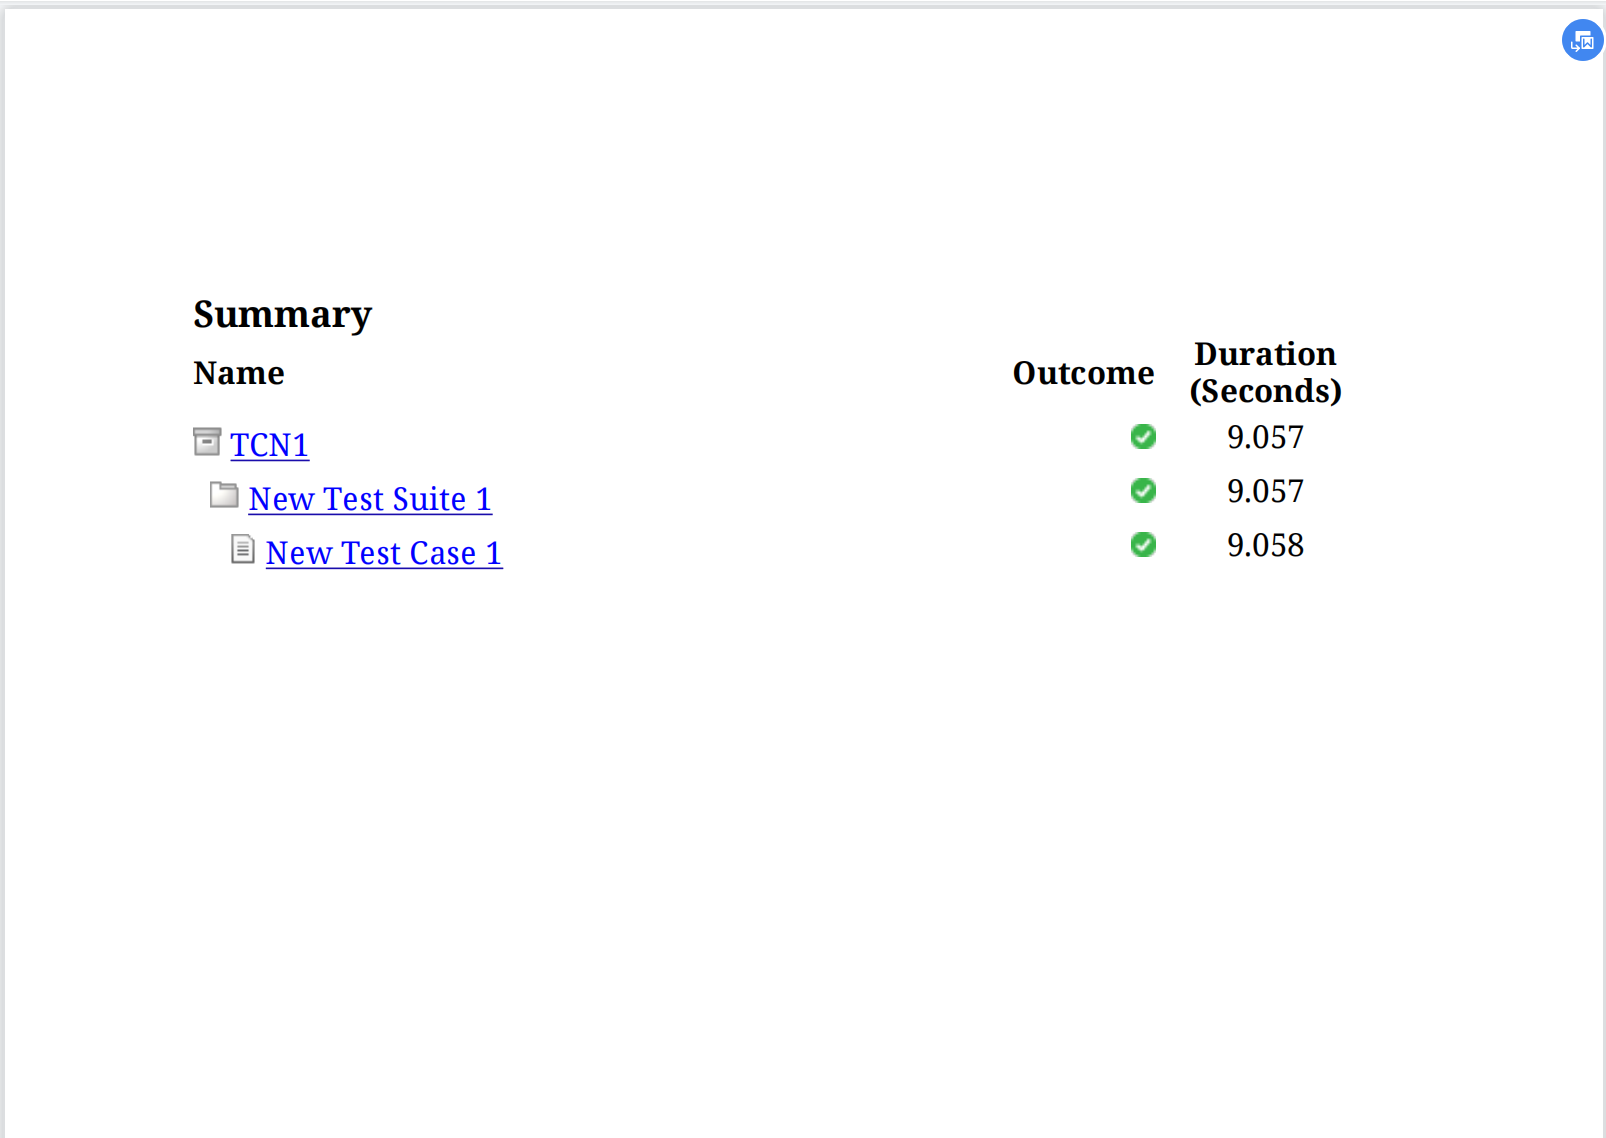 Summary
Name Outcome Duration (Seconds)
TCN1 9.057
New Test Suite 1 9.057
New Test Case 1 9.058